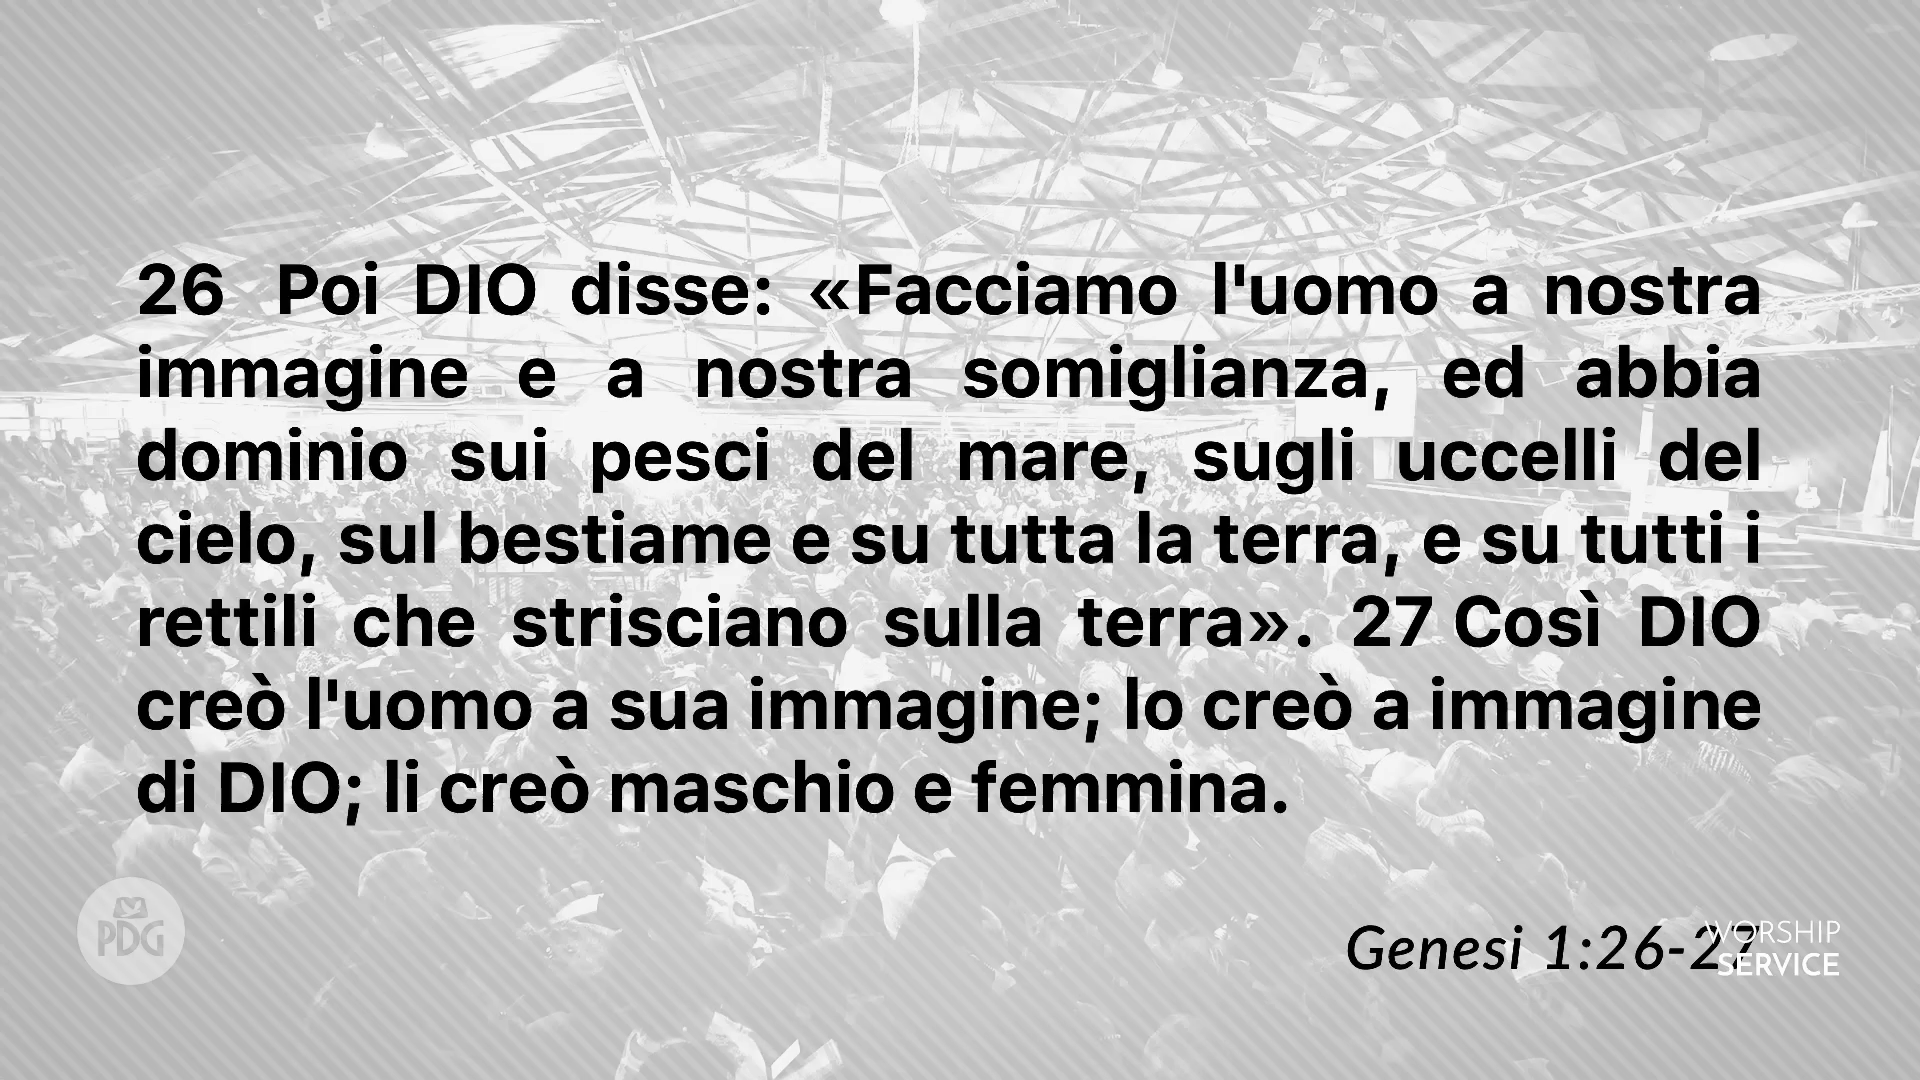 26 Poi DIO disse: «Facciamo l'uomo a nostra
immagine e a nostra somiglianza, ed abbia
dominio sui pesci del mare, sugli uccelli del
cielo, sul bestiame e su tutta la terra, e su tutti i
rettili che strisciano sulla terra». 27 Così DIO
creò l'uomo a sua immagine; lo creò a immagine
di DIO; li creò maschio e femmina.
PDG
Genesi 1:26-27
WORSHIP
SERVICE